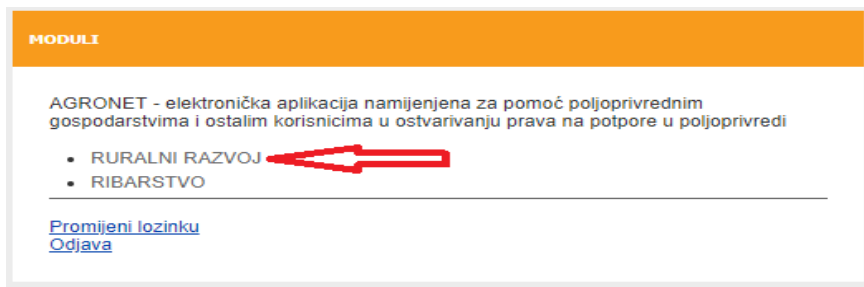 MODULI
AGRONET - elektronička aplikacija namijenjena za pomoć poljoprivrednim
gospodarstvima i ostalim korisnicima u ostvarivanju prava na potpore u poljoprivredi
RURALNI RAZVOJ
RIBARSTVO
Promijeni lozinku
Odjava